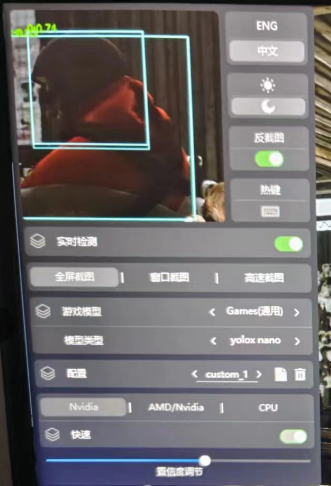 0.74
ENG
中文
反截图
热键
实时检测
全屏截图 | 窗口截图 | 高速截图
游戏模型 < Games(通用) >
模型类型 < yolox nano >
配置 < custom_1 >
Nvidia | AMD/Nvidia | CPU
快速
置信度调节